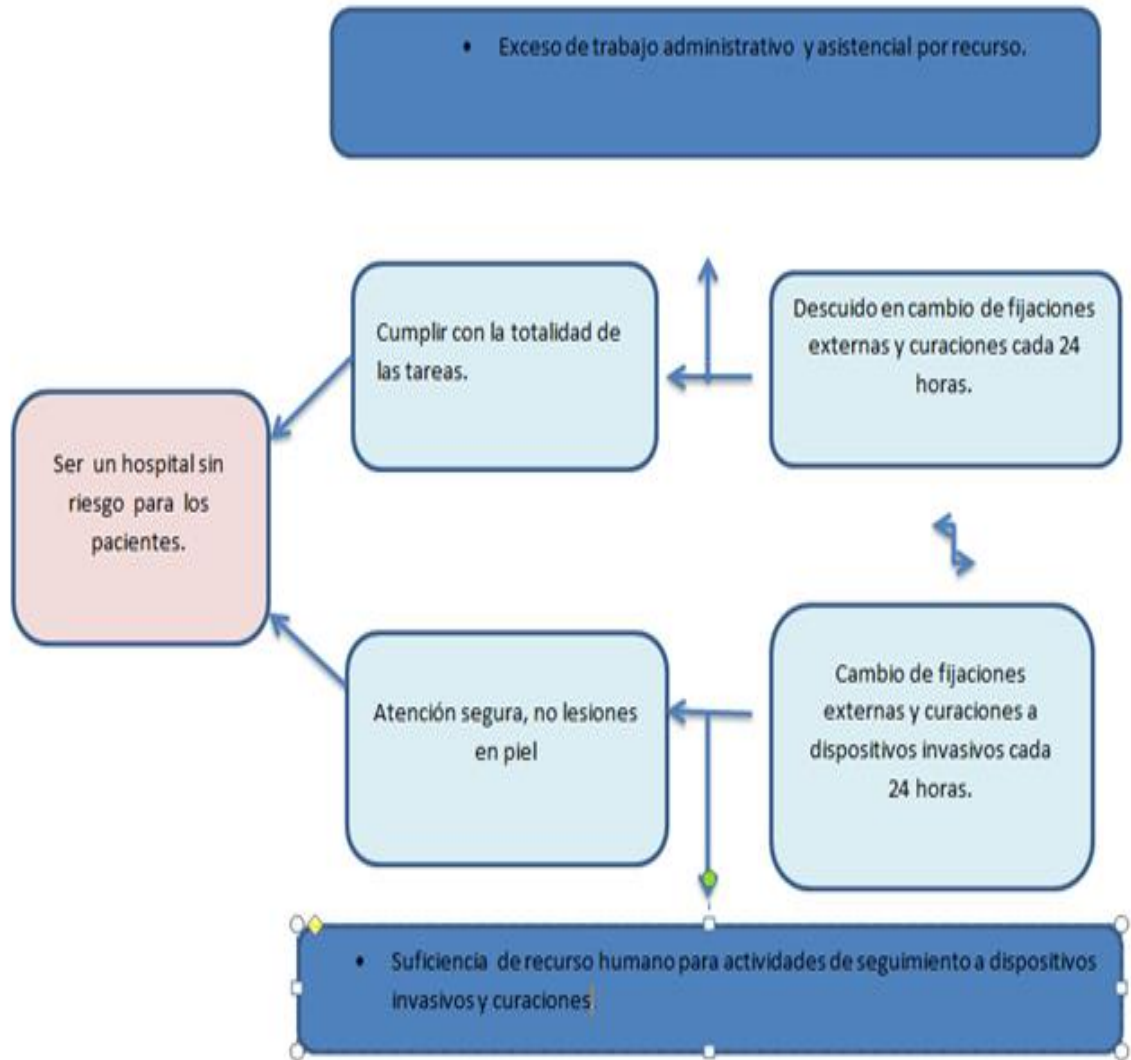 • Exceso de trabajo administrativo y asistencial por recurso.
Cumplir con la totalidad de
las tareas.
Descuido en cambio de fijaciones
externas y curaciones cada 24
horas.
Ser un hospital sin
riesgo para los
pacientes.
Atención segura, no lesiones
en piel
Cambio de fijaciones
externas y curaciones a
dispositivos invasivos cada
24 horas.
• Suficiencia de recurso humano para actividades de seguimiento a dispositivos
invasivos y curaciones